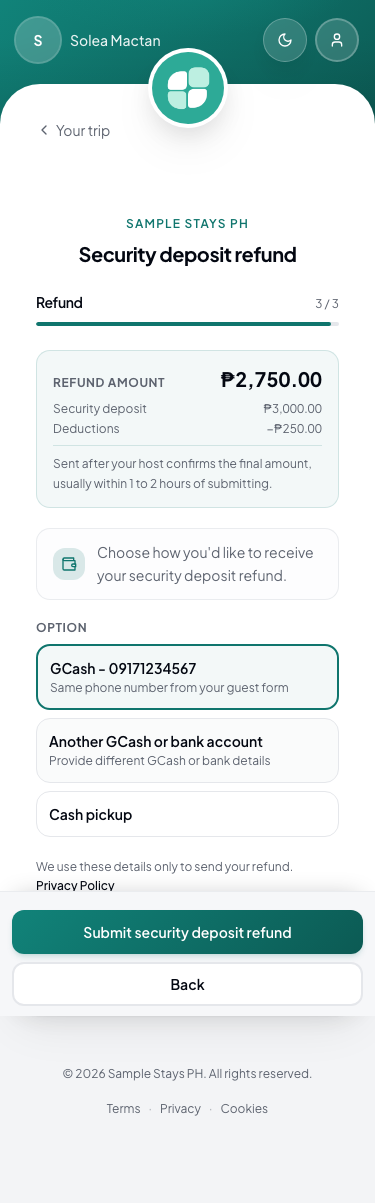 S
Solea Mactan
Your trip
SAMPLE STAYS PH
Security deposit refund
Refund
3 / 3
REFUND AMOUNT
₱2,750.00
Security deposit
₱3,000.00
Deductions
−₱250.00
Sent after your host confirms the final amount,
usually within 1 to 2 hours of submitting.
Choose how you'd like to receive
your security deposit refund.
OPTION
GCash - 09171234567
Same phone number from your guest form
Another GCash or bank account
Provide different GCash or bank details
Cash pickup
We use these details only to send your refund.
Privacy Policy
Submit security deposit refund
Back
© 2026 Sample Stays PH. All rights reserved.
Terms · Privacy · Cookies